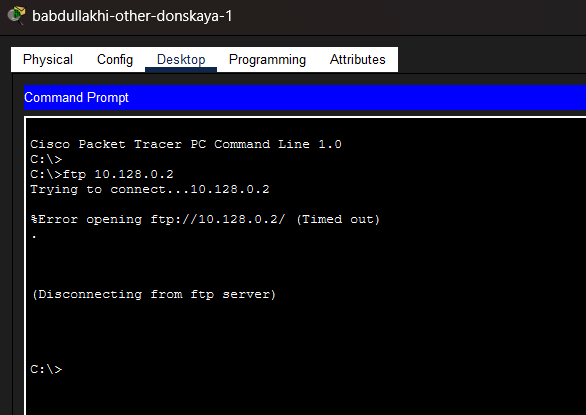 babdullakhi-other-donskaya-1
Physical Config Desktop Programming Attributes
Command Prompt
Cisco Packet Tracer PC Command Line 1.0
C:\>
C:\>ftp 10.128.0.2
Trying to connect...10.128.0.2
%Error opening ftp://10.128.0.2/ (Timed out)
.
(Disconnecting from ftp server)
C:\>